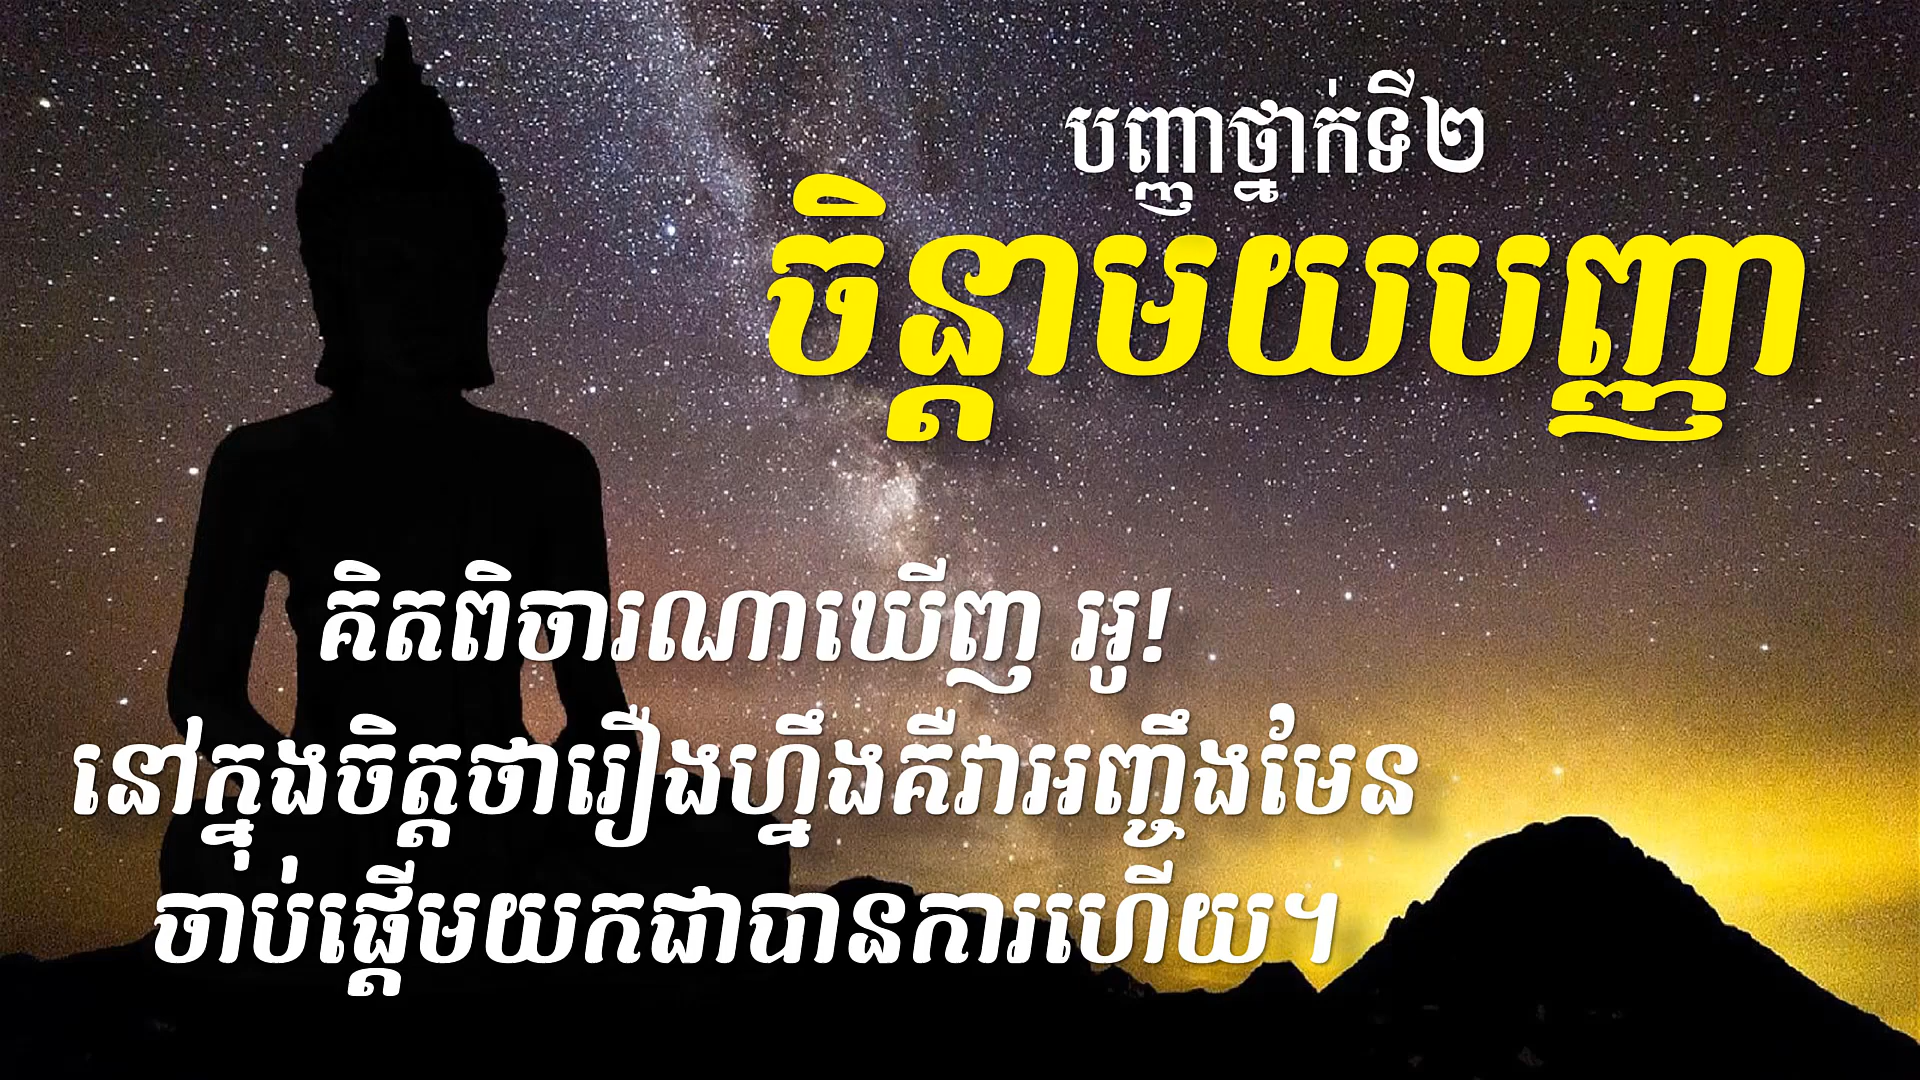 បញ្ញាថ្នាក់ទី២
ចិន្តាមយបញ្ញា
គិតពិចារណាឃើញ អូ!
នៅក្នុងចិត្តថារឿងហ្នឹងគឺវាអញ្ចឹងមែន
ចាប់ផ្តើមយកជាបានការហើយ។